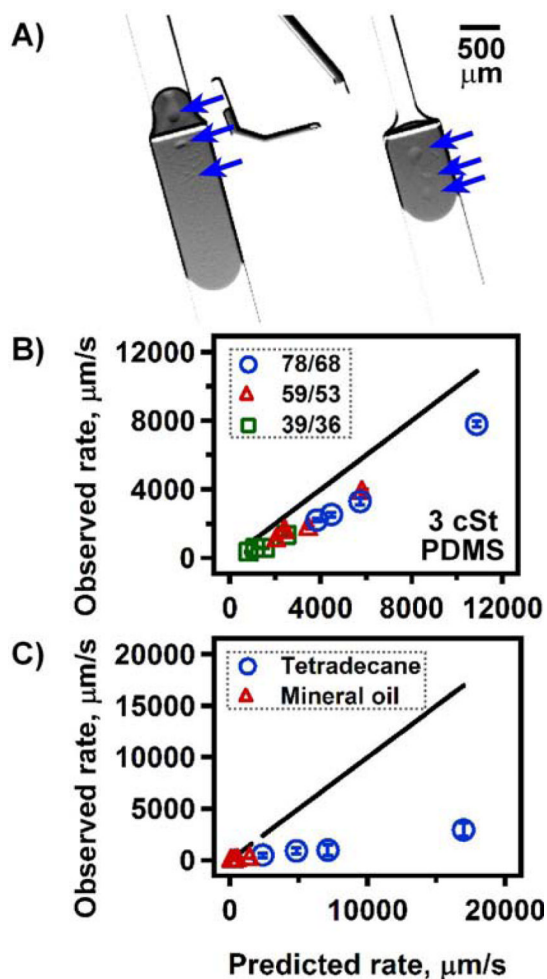 A)
500
μm
B)
Observed rate, μm/s
12000
8000
4000
0
78/68
59/53
39/36
3 cSt
PDMS
0 4000 8000 12000
C)
Observed rate, μm/s
20000
15000
10000
5000
0
Tetradecane
Mineral oil
0 10000 20000
Predicted rate, μm/s